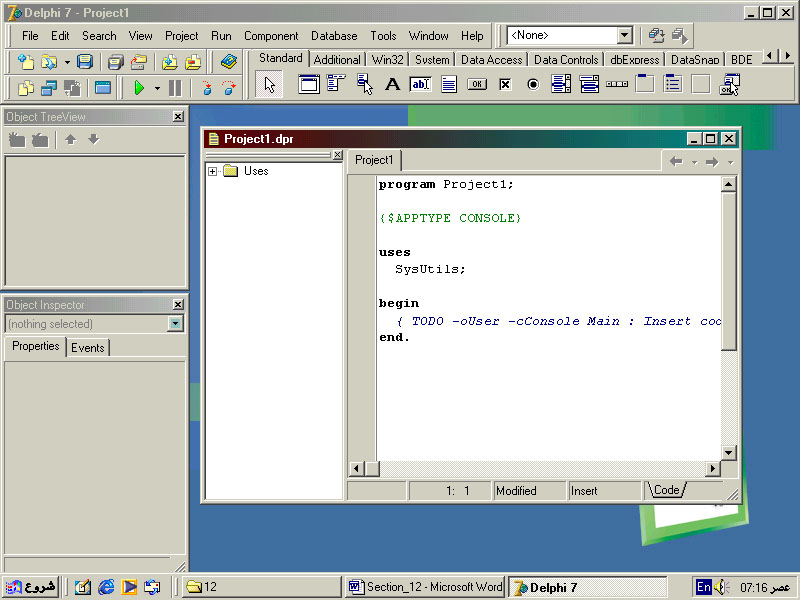 Delphi 7 - Project1
File Edit Search View Project Run Component Database Tools Window Help <None>
Standard Additional Win32 System Data Access Data Controls dbExpress DataSnap BDE
Object TreeView
Project1.dpr
Uses
Project1
program Project1;
{$APPTYPE CONSOLE}
uses
SysUtils;
begin
{ TODO -oUser -cConsole Main : Insert coc
end.
Object Inspector
(nothing selected)
Properties Events
1: 1 Modified Insert Code
شروع 12 Section_12 - Microsoft Word Delphi 7 En 07:16 عصر